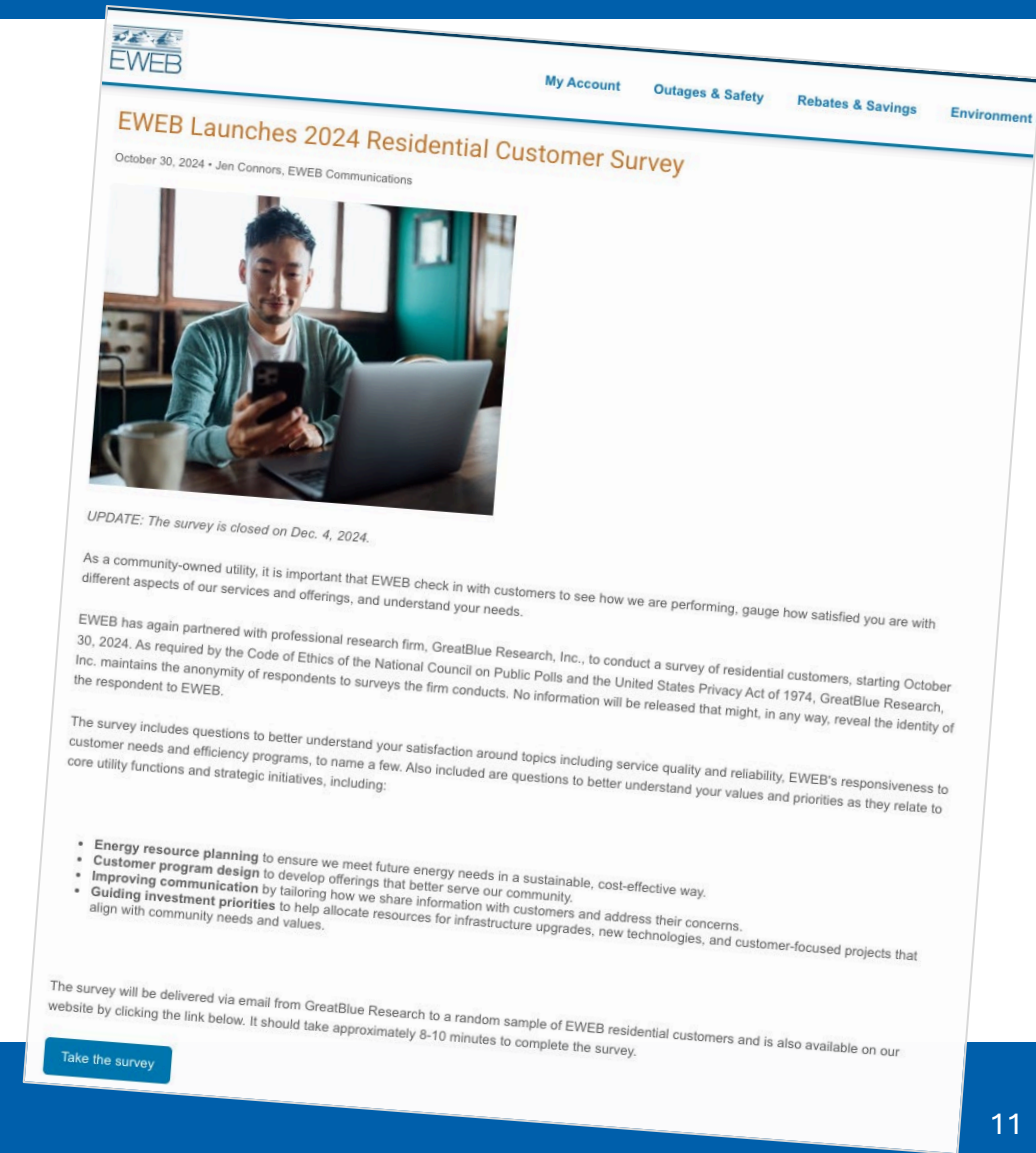 EWEB
My Account Outages & Safety Rebates & Savings Environment
EWEB Launches 2024 Residential Customer Survey
October 30, 2024 • Jen Connors, EWEB Communications
UPDATE: The survey is closed on Dec. 4, 2024.
As a community-owned utility, it is important that EWEB check in with customers to see how we are performing, gauge how satisfied you are with
different aspects of our services and offerings, and understand your needs.
EWEB has again partnered with professional research firm, GreatBlue Research, Inc., to conduct a survey of residential customers, starting October
30, 2024. As required by the Code of Ethics of the National Council on Public Polls and the United States Privacy Act of 1974, GreatBlue Research,
Inc. maintains the anonymity of respondents to surveys the firm conducts. No information will be released that might, in any way, reveal the identity of
the respondent to EWEB.
The survey includes questions to better understand your satisfaction around topics including service quality and reliability, EWEB's responsiveness to
customer needs and efficiency programs, to name a few. Also included are questions to better understand your values and priorities as they relate to
core utility functions and strategic initiatives, including:
• Energy resource planning to ensure we meet future energy needs in a sustainable, cost-effective way.
• Customer program design to develop offerings that better serve our community.
• Improving communication by tailoring how we share information with customers and address their concerns.
• Guiding investment priorities to help allocate resources for infrastructure upgrades, new technologies, and customer-focused projects that
align with community needs and values.
The survey will be delivered via email from GreatBlue Research to a random sample of EWEB residential customers and is also available on our
website by clicking the link below. It should take approximately 8-10 minutes to complete the survey.
Take the survey
11